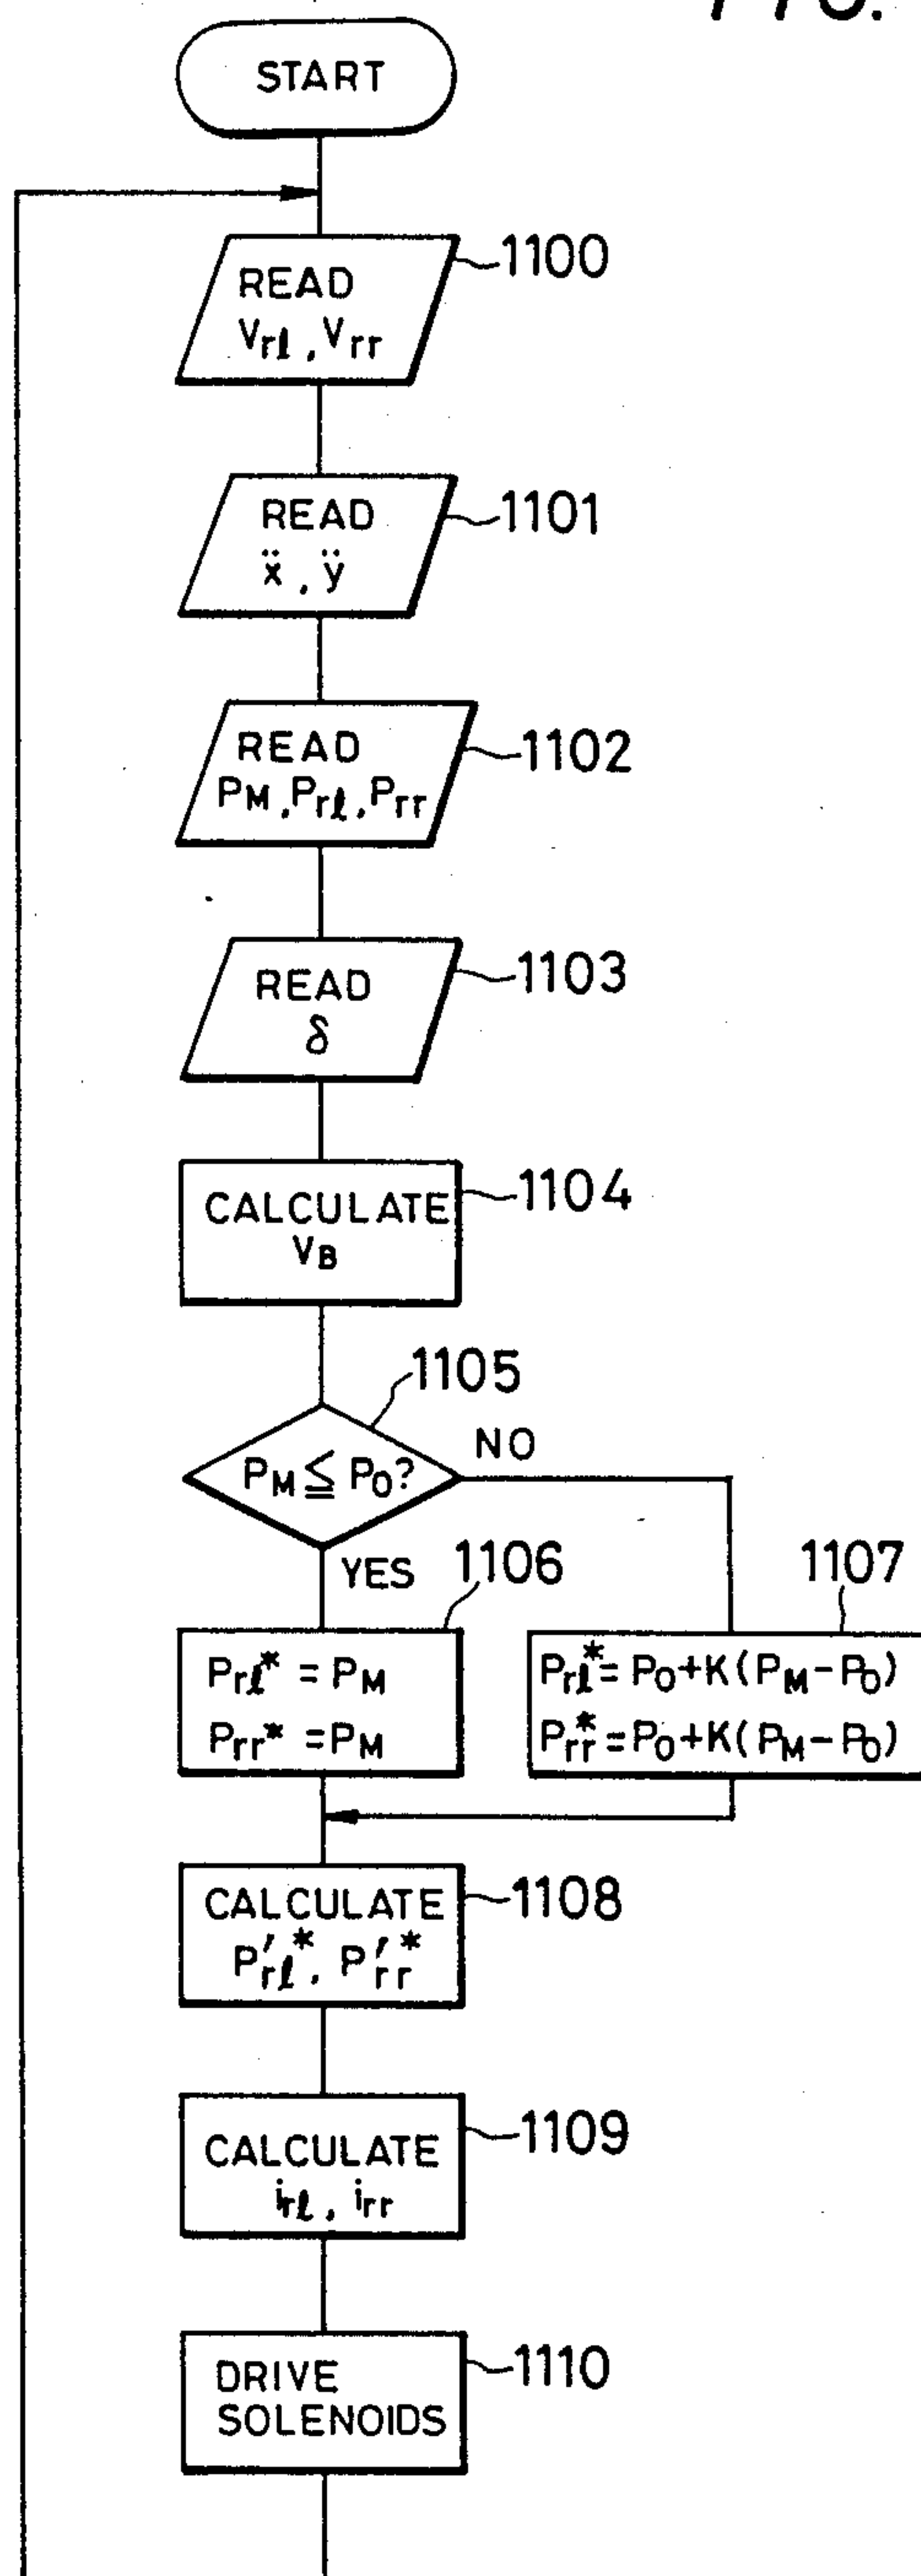 FIG.
START
1100
READ
Vrl, Vrr
1101
READ
ẍ, ÿ
1102
READ
PM, Prl, Prr
1103
READ
δ
1104
CALCULATE
VB
1105
PM ≦ P0?
NO
YES
1106
Prl* = PM
Prr* = PM
1107
Prl* = P0+K(PM-P0)
Prr* = P0+K(PM-P0)
1108
CALCULATE
P'rl*, P'rr*
1109
CALCULATE
irl, irr
1110
DRIVE
SOLENOIDS